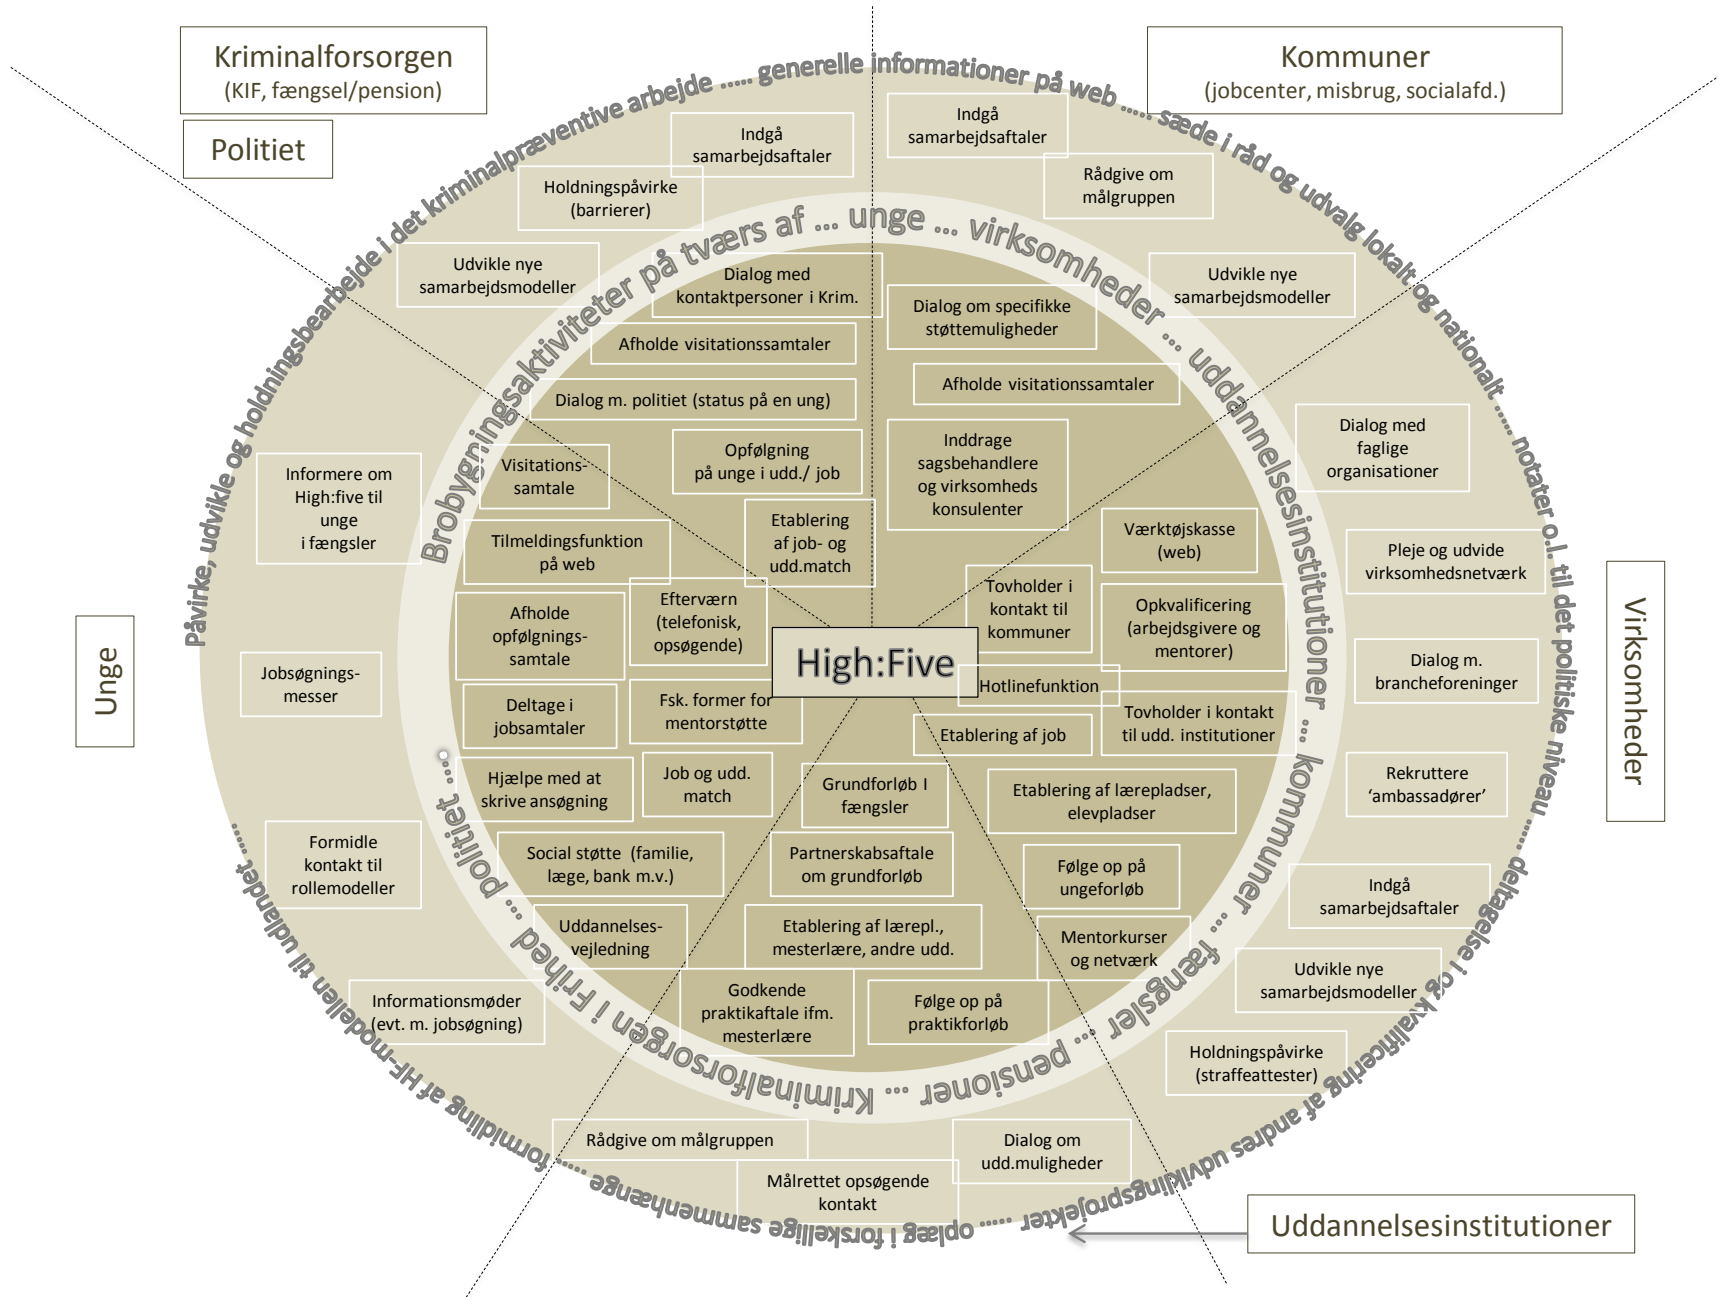 Kriminalforsorgen
(KIF, fængsel/pension)
Politiet
Kommuner
(jobcenter, misbrug, socialafd.)
Unge
Virksomheder
Uddannelsesinstitutioner
Påvirke, udvikle og holdningsbearbejde i det kriminalpræventive arbejde ..... generelle informationer på web ..... sæde i råd og udvalg lokalt og nationalt ..... notater o.l. til det politiske niveau ..... deltagelse i og kvalificering af andres udviklingsprojekter ..... oplæg i forskellige sammenhænge ..... formidling af HF-modellen til udlandet .....
Brobygningsaktiviteter på tværs af ... unge ... virksomheder ... uddannelsesinstitutioner ... kommuner ... fængsler ... pensioner ... Kriminalforsorgen i Frihed ... politiet ...
Indgå
samarbejdsaftaler
Holdningspåvirke
(barrierer)
Udvikle nye
samarbejdsmodeller
Indgå
samarbejdsaftaler
Rådgive om
målgruppen
Udvikle nye
samarbejdsmodeller
Dialog med
kontaktpersoner i Krim.
Afholde visitationssamtaler
Dialog m. politiet (status på en ung)
Opfølgning
på unge i udd./ job
Etablering
af job- og
udd.match
Dialog om specifikke
støttemuligheder
Afholde visitationssamtaler
Inddrage
sagsbehandlere
og virksomheds
konsulenter
Tovholder i
kontakt til
kommuner
Informere om
High:five til
unge
i fængsler
Jobsøgnings-
messer
Formidle
kontakt til
rollemodeller
Informationsmøder
(evt. m. jobsøgning)
Visitations-
samtale
Tilmeldingsfunktion
på web
Afholde
opfølgnings-
samtale
Efterværn
(telefonisk,
opsøgende)
Deltage i
jobsamtaler
Fsk. former for
mentorstøtte
Hjælpe med at
skrive ansøgning
Job og udd.
match
Social støtte (familie,
læge, bank m.v.)
Uddannelses-
vejledning
High:Five
Værktøjskasse
(web)
Opkvalificering
(arbejdsgivere og
mentorer)
Hotlinefunktion
Tovholder i kontakt
til udd. institutioner
Etablering af job
Etablering af lærepladser,
elevpladser
Følge op på
ungeforløb
Mentorkurser
og netværk
Dialog med
faglige
organisationer
Pleje og udvide
virksomhedsnetværk
Dialog m.
brancheforeninger
Rekruttere
‘ambassadører’
Indgå
samarbejdsaftaler
Udvikle nye
samarbejdsmodeller
Holdningspåvirke
(straffeattester)
Grundforløb I
fængsler
Partnerskabsaftale
om grundforløb
Etablering af lærepl.,
mesterlære, andre udd.
Godkende
praktikaftale ifm.
mesterlære
Følge op på
praktikforløb
Rådgive om målgruppen
Målrettet opsøgende
kontakt
Dialog om
udd.muligheder